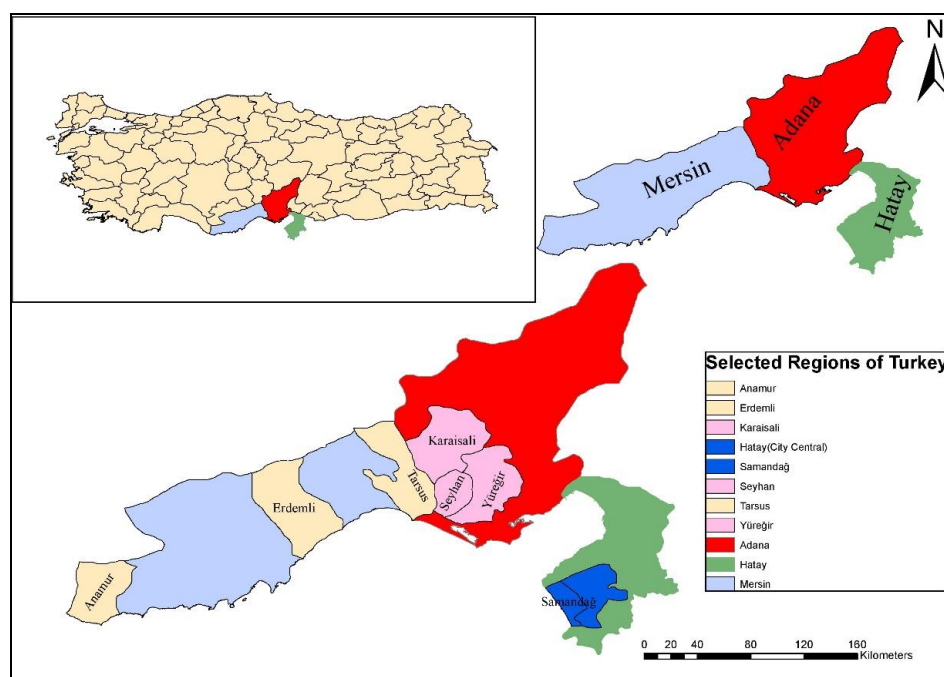 N
Adana
Mersin
Hatay
Selected Regions of Turkey
Anamur
Erdemli
Karaisali
Hatay(City Central)
Samandağ
Seyhan
Tarsus
Yüreğir
Adana
Hatay
Mersin
Karaisali
Tarsus
Seyhan
Yüreğir
Erdemli
Anamur
Samandağ
0 20 40 80 120 160
Kilometers